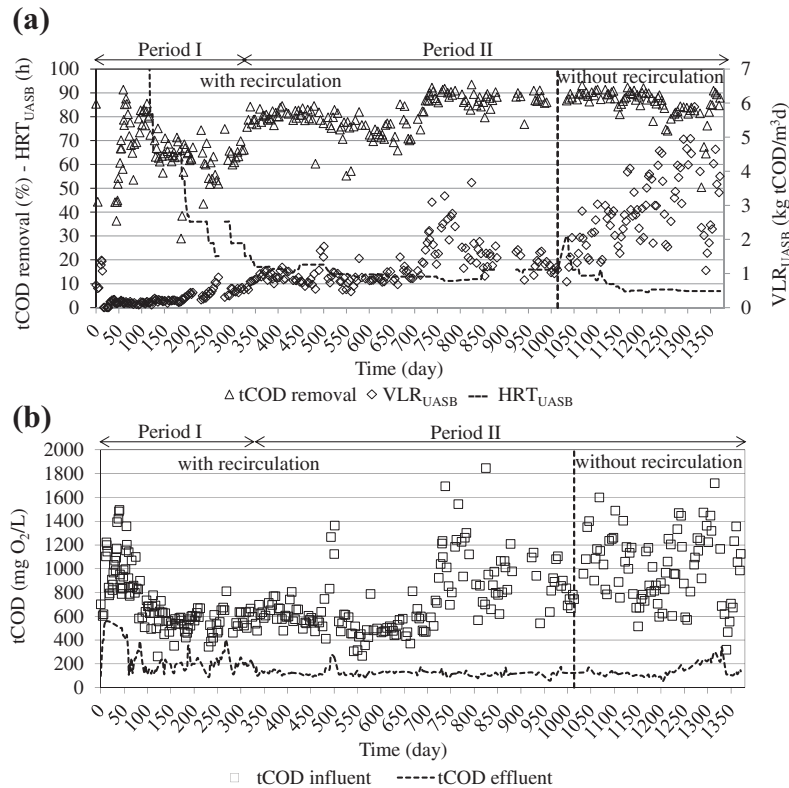 (a)
Period I
Period II
with recirculation
without recirculation
100
90
80
70
60
50
40
30
20
10
0
tCOD removal (%) - HRT_UASB (h)
7
6
5
4
3
2
1
0
VLR_UASB (kg tCOD/m³d)
0 50 100 150 200 250 300 350 400 450 500 550 600 650 700 750 800 850 900 950 1000 1050 1100 1150 1200 1250 1300 1350
Time (day)
tCOD removal VLR_UASB HRT_UASB
(b)
Period I
Period II
with recirculation
without recirculation
2000
1800
1600
1400
1200
1000
800
600
400
200
0
tCOD (mg O₂/L)
0 50 100 150 200 250 300 350 400 450 500 550 600 650 700 750 800 850 900 950 1000 1050 1100 1150 1200 1250 1300 1350
Time (day)
tCOD influent tCOD effluent